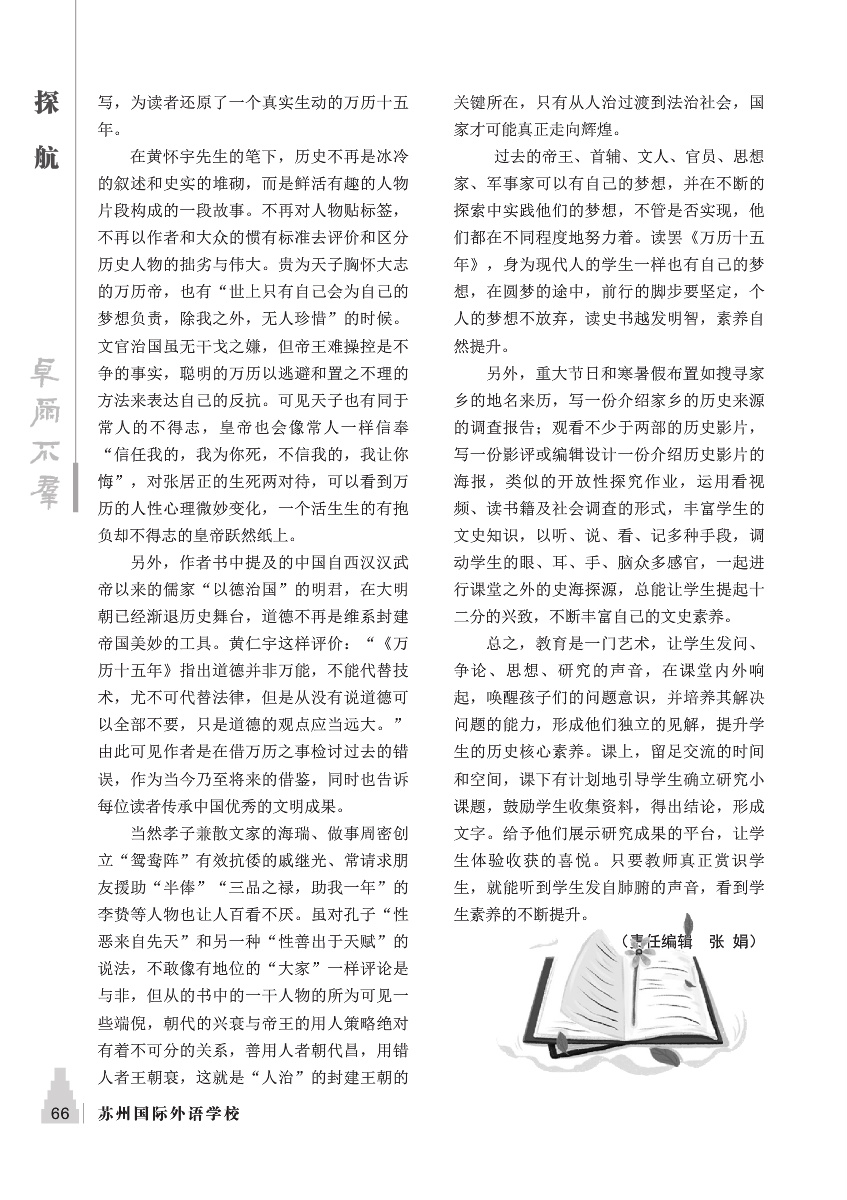 探
航
卓
爾
不
羣
写，为读者还原了一个真实生动的万历十五
年。
在黄怀宇先生的笔下，历史不再是冰冷
的叙述和史实的堆砌，而是鲜活有趣的人物
片段构成的一段故事。不再对人物贴标签，
不再以作者和大众的惯有标准去评价和区分
历史人物的拙劣与伟大。贵为天子胸怀大志
的万历帝，也有“世上只有自己会为自己的
梦想负责，除我之外，无人珍惜”的时候。
文官治国虽无干戈之嫌，但帝王难操控是不
争的事实，聪明的万历以逃避和置之不理的
方法来表达自己的反抗。可见天子也有同于
常人的不得志，皇帝也会像常人一样信奉
“信任我的，我为你死，不信我的，我让你
悔”，对张居正的生死两对待，可以看到万
历的人性心理微妙变化，一个活生生的有抱
负却不得志的皇帝跃然纸上。
另外，作者书中提及的中国自西汉汉武
帝以来的儒家“以德治国”的明君，在大明
朝已经渐退历史舞台，道德不再是维系封建
帝国美妙的工具。黄仁宇这样评价：“《万
历十五年》指出道德并非万能，不能代替技
术，尤不可代替法律，但是从没有说道德可
以全部不要，只是道德的观点应当远大。”
由此可见作者是在借万历之事检讨过去的错
误，作为当今乃至将来的借鉴，同时也告诉
每位读者传承中国优秀的文明成果。
当然孝子兼散文家的海瑞、做事周密创
立“鸳鸯阵”有效抗倭的戚继光、常请求朋
友援助“半俸”“三品之禄，助我一年”的
李贽等人物也让人百看不厌。虽对孔子“性
恶来自先天”和另一种“性善出于天赋”的
说法，不敢像有地位的“大家”一样评论是
与非，但从的书中的一干人物的所为可见一
些端倪，朝代的兴衰与帝王的用人策略绝对
有着不可分的关系，善用人者朝代昌，用错
人者王朝衰，这就是“人治”的封建王朝的
关键所在，只有从人治过渡到法治社会，国
家才可能真正走向辉煌。
过去的帝王、首辅、文人、官员、思想
家、军事家可以有自己的梦想，并在不断的
探索中实践他们的梦想，不管是否实现，他
们都在不同程度地努力着。读罢《万历十五
年》，身为现代人的学生一样也有自己的梦
想，在圆梦的途中，前行的脚步要坚定，个
人的梦想不放弃，读史书越发明智，素养自
然提升。
另外，重大节日和寒暑假布置如搜寻家
乡的地名来历，写一份介绍家乡的历史来源
的调查报告；观看不少于两部的历史影片，
写一份影评或编辑设计一份介绍历史影片的
海报，类似的开放性探究作业，运用看视
频、读书籍及社会调查的形式，丰富学生的
文史知识，以听、说、看、记多种手段，调
动学生的眼、耳、手、脑众多感官，一起进
行课堂之外的史海探源，总能让学生提起十
二分的兴致，不断丰富自己的文史素养。
总之，教育是一门艺术，让学生发问、
争论、思想、研究的声音，在课堂内外响
起，唤醒孩子们的问题意识，并培养其解决
问题的能力，形成他们独立的见解，提升学
生的历史核心素养。课上，留足交流的时间
和空间，课下有计划地引导学生确立研究小
课题，鼓励学生收集资料，得出结论，形成
文字。给予他们展示研究成果的平台，让学
生体验收获的喜悦。只要教师真正赏识学
生，就能听到学生发自肺腑的声音，看到学
生素养的不断提升。
（责任编辑　张 娟）
66 苏州国际外语学校